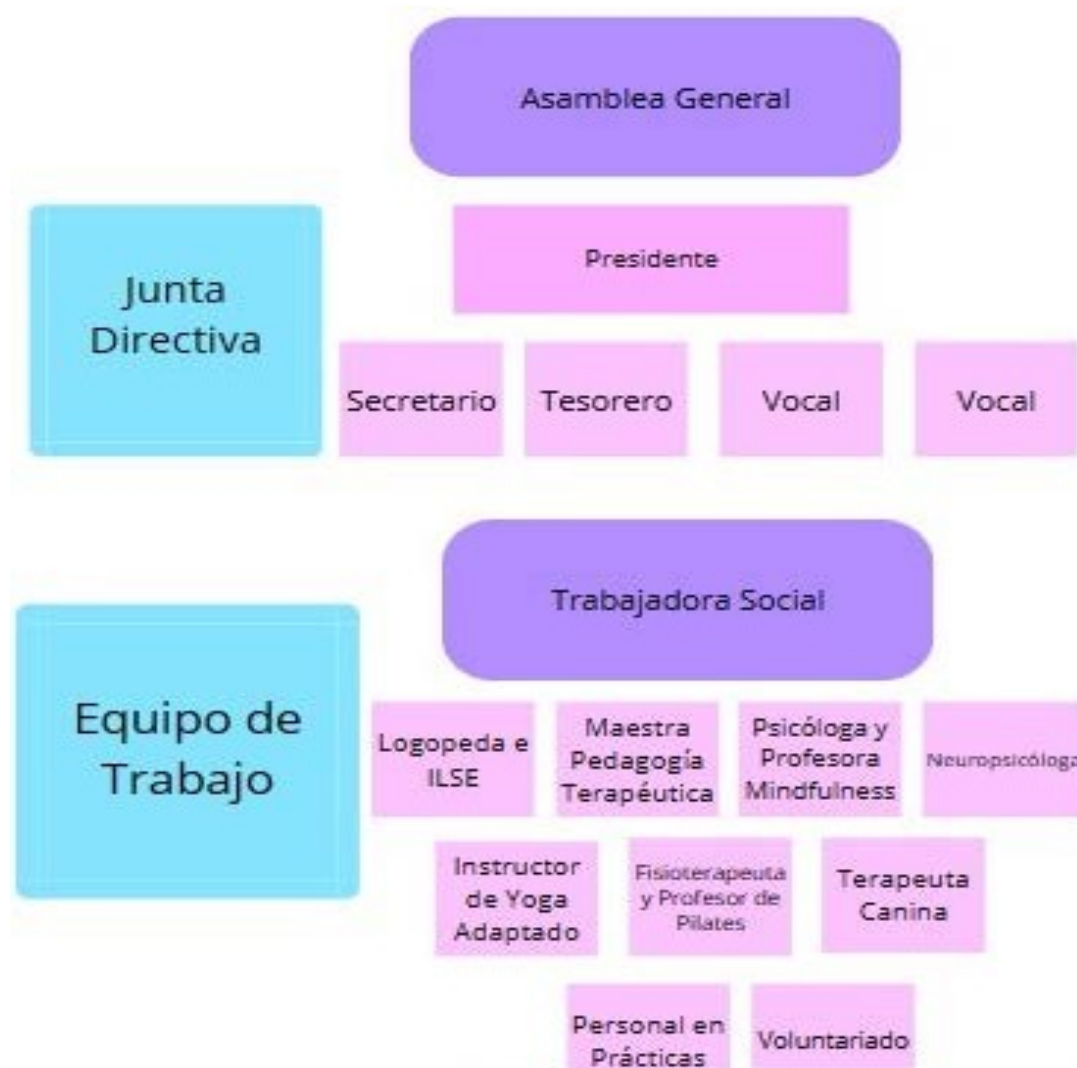 Asamblea General
Presidente
Junta
Directiva
Secretario
Tesorero
Vocal
Vocal
Trabajadora Social
Equipo de
Trabajo
Logopeda e
ILSE
Maestra
Pedagogía
Terapéutica
Psicóloga y
Profesora
Mindfulness
Neuropsicóloga
Instructor
de Yoga
Adaptado
Fisioterapeuta
y Profesor de
Pilates
Terapeuta
Canina
Personal en
Prácticas
Voluntariado